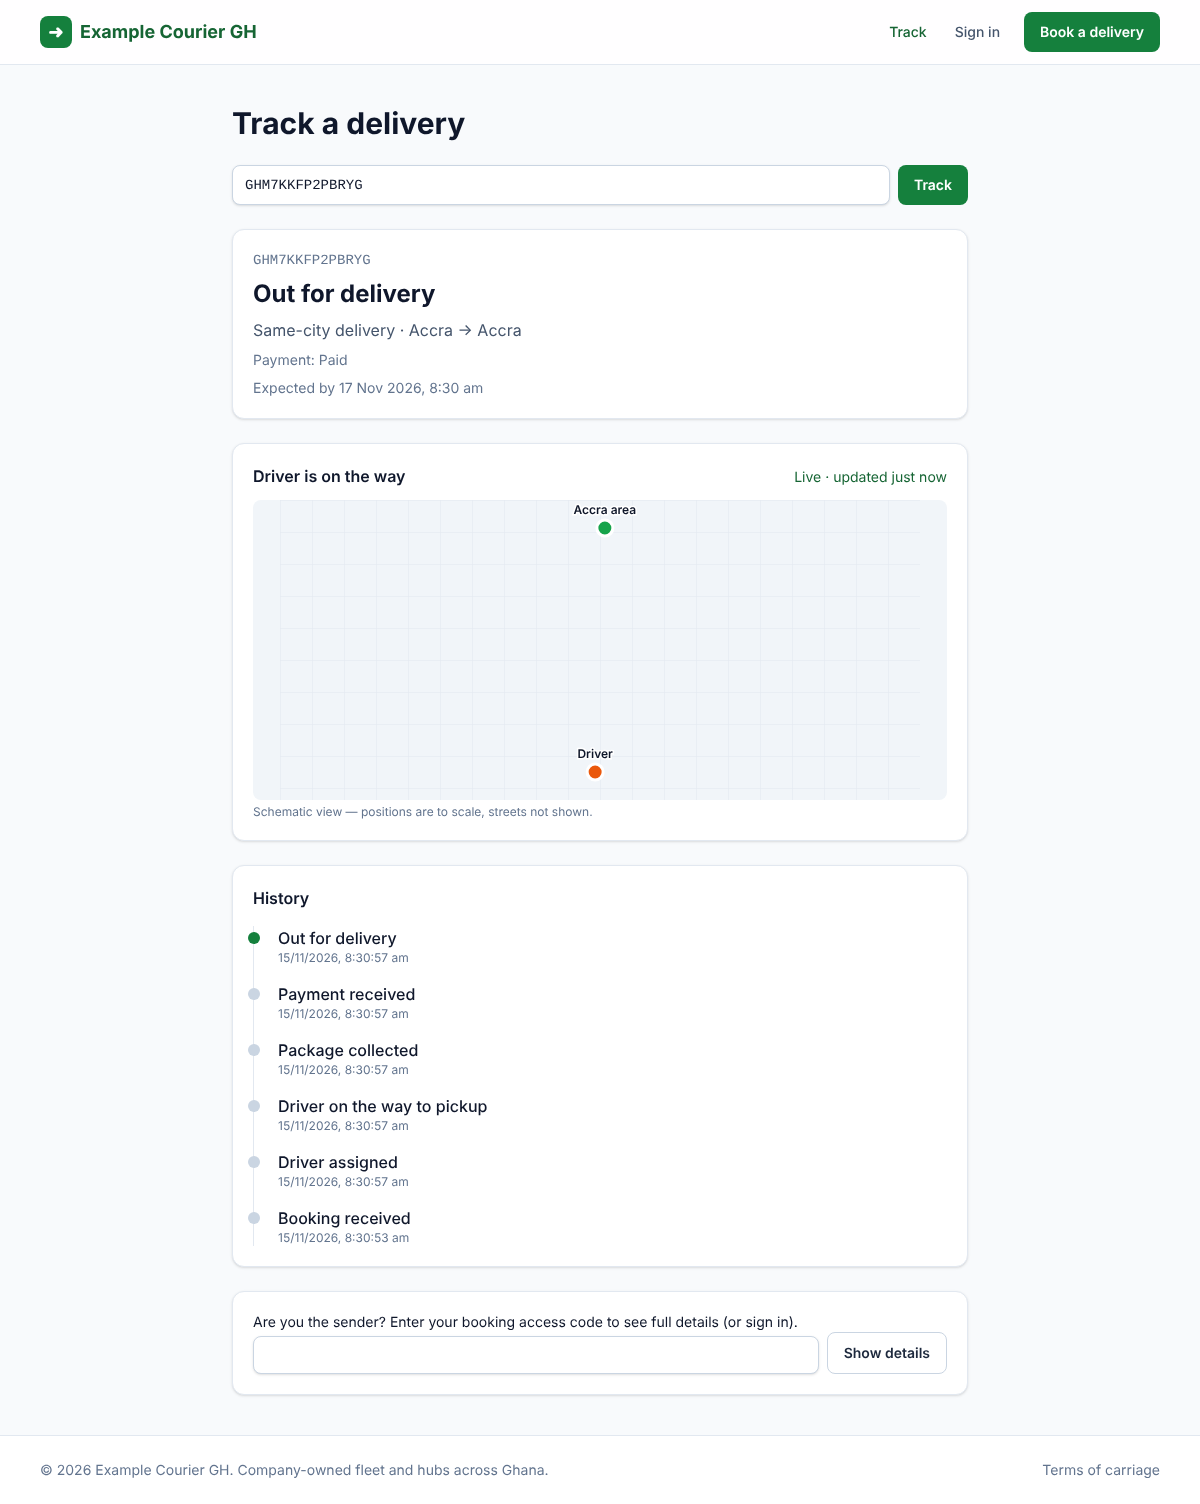 Example Courier GH
Track
Sign in
Book a delivery
Track a delivery
GHM7KKFP2PBRYG
Track
GHM7KKFP2PBRYG
Out for delivery
Same-city delivery · Accra → Accra
Payment: Paid
Expected by 17 Nov 2026, 8:30 am
Driver is on the way
Live · updated just now
Accra area
Driver
Schematic view — positions are to scale, streets not shown.
History
Out for delivery
15/11/2026, 8:30:57 am
Payment received
15/11/2026, 8:30:57 am
Package collected
15/11/2026, 8:30:57 am
Driver on the way to pickup
15/11/2026, 8:30:57 am
Driver assigned
15/11/2026, 8:30:57 am
Booking received
15/11/2026, 8:30:53 am
Are you the sender? Enter your booking access code to see full details (or sign in).
Show details
© 2026 Example Courier GH. Company-owned fleet and hubs across Ghana.
Terms of carriage